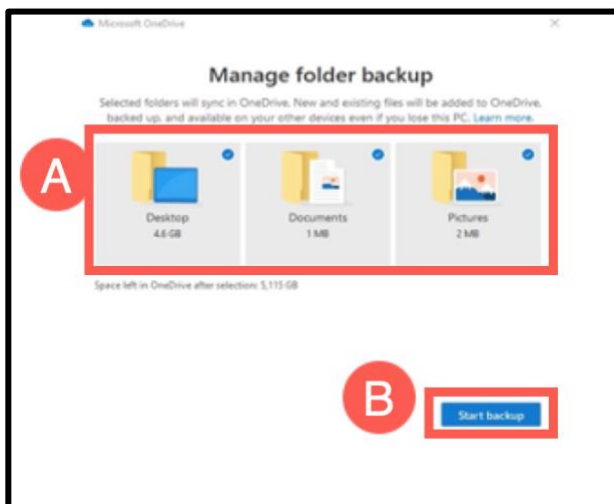 Microsoft OneDrive
Manage folder backup
Selected folders will sync in OneDrive. New and existing files will be added to OneDrive,
backed up, and available on your other devices even if you lose this PC. Learn more.
A
Desktop
4.6 GB
Documents
1 MB
Pictures
2 MB
Space left in OneDrive after selection: 5,115 GB
B
Start backup